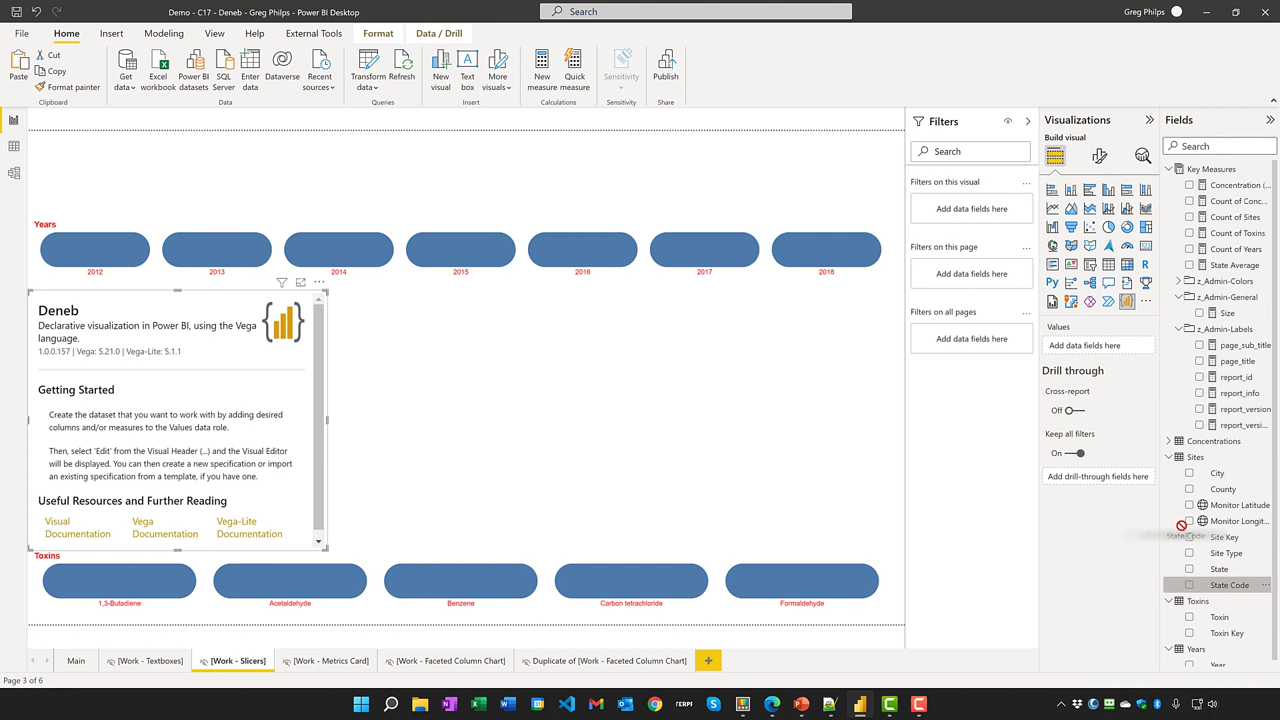 Demo - C17 - Deneb - Greg Philps - Power BI Desktop
Search
Greg Philps
File
Home
Insert
Modeling
View
Help
External Tools
Format
Data / Drill
Paste
Cut
Copy
Format painter
Get data
Excel workbook
Power BI datasets
SQL Server
Enter data
Dataverse
Recent sources
Transform data
Refresh
New visual
Text box
More visuals
New measure
Quick measure
Sensitivity
Publish
Clipboard
Data
Queries
Insert
Calculations
Sensitivity
Share
Years
2012
2013
2014
2015
2016
2017
2018
Deneb
Declarative visualization in Power BI, using the Vega
language.
1.0.0.157 | Vega: 5.21.0 | Vega-Lite: 5.1.1
Getting Started
Create the dataset that you want to work with by adding desired
columns and/or measures to the Values data role.
Then, select 'Edit' from the Visual Header (...) and the Visual Editor
will be displayed. You can then create a new specification or import
an existing specification from a template, if you have one.
Useful Resources and Further Reading
Visual Documentation
Vega Documentation
Vega-Lite Documentation
Toxins
1,3-Butadiene
Acetaldehyde
Benzene
Carbon tetrachloride
Formaldehyde
Filters
Search
Filters on this visual
Add data fields here
Filters on this page
Add data fields here
Filters on all pages
Add data fields here
Visualizations
Build visual
R
Py
Values
Add data fields here
Drill through
Cross-report
Off
Keep all filters
On
Add drill-through fields here
Fields
Search
Key Measures
Concentration (...
Count of Conc...
Count of Sites
Count of Toxins
Count of Years
State Average
z_Admin-Colors
z_Admin-General
Size
z_Admin-Labels
page_sub_title
page_title
report_id
report_info
report_version
report_versi...
Concentrations
Sites
City
County
Monitor Latitude
Monitor Longit...
State Code
Site Key
Site Type
State
State Code
Toxins
Toxin
Toxin Key
Years
Year
Main
[Work - Textboxes]
[Work - Slicers]
[Work - Metrics Card]
[Work - Faceted Column Chart]
Duplicate of [Work - Faceted Column Chart]
Page 3 of 6